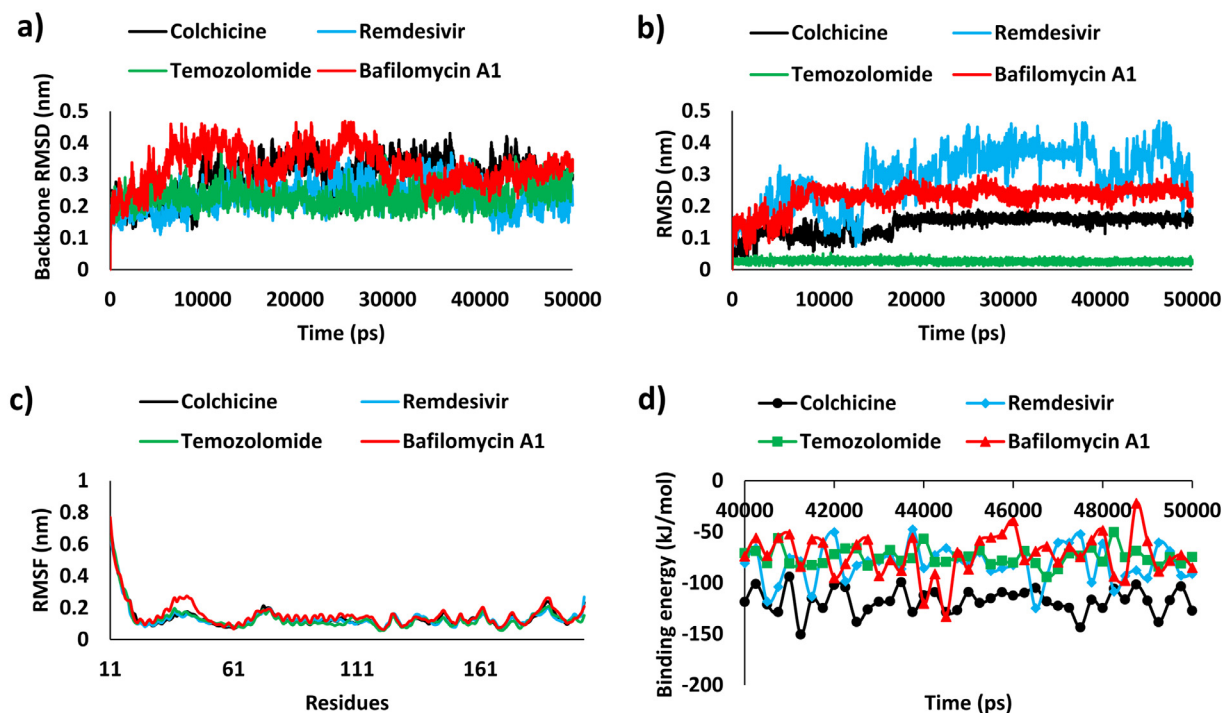 a)
Colchicine Remdesivir
Temozolomide Bafilomycin A1
Backbone RMSD (nm)
0.5
0.4
0.3
0.2
0.1
0
0 10000 20000 30000 40000 50000
Time (ps)
b)
Colchicine Remdesivir
Temozolomide Bafilomycin A1
RMSD (nm)
0.5
0.4
0.3
0.2
0.1
0
0 10000 20000 30000 40000 50000
Time (ps)
c)
Colchicine Remdesivir
Temozolomide Bafilomycin A1
RMSF (nm)
1
0.8
0.6
0.4
0.2
0
11 61 111 161
Residues
d)
Colchicine Remdesivir
Temozolomide Bafilomycin A1
Binding energy (kJ/mol)
0
-50
-100
-150
-200
40000 42000 44000 46000 48000 50000
Time (ps)